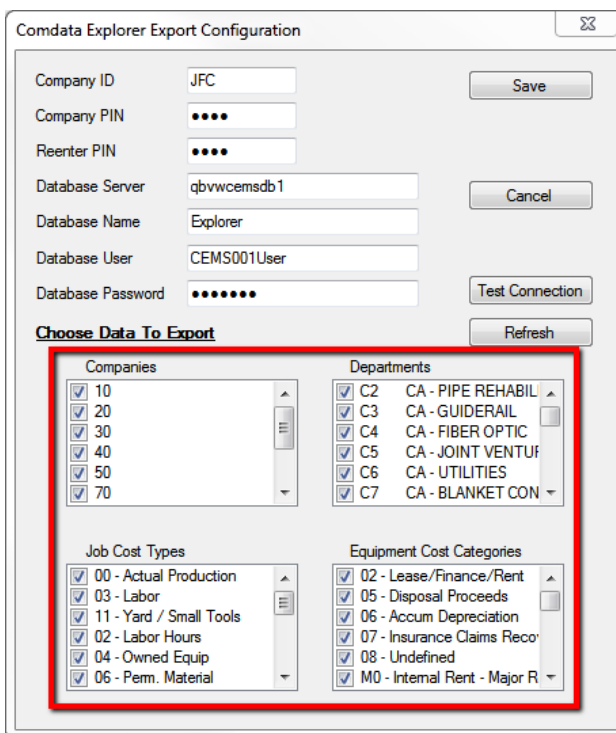 Comdata Explorer Export Configuration
Company ID JFC Save
Company PIN ••••
Reenter PIN ••••
Database Server qbvwcemsdb1
Database Name Explorer Cancel
Database User CEMS001User
Database Password ••••••• Test Connection
Choose Data To Export Refresh
Companies
10
20
30
40
50
70
Departments
C2 CA - PIPE REHABIL
C3 CA - GUIDERAIL
C4 CA - FIBER OPTIC
C5 CA - JOINT VENTUR
C6 CA - UTILITIES
C7 CA - BLANKET CON
Job Cost Types
00 - Actual Production
03 - Labor
11 - Yard / Small Tools
02 - Labor Hours
04 - Owned Equip
06 - Perm. Material
Equipment Cost Categories
02 - Lease/Finance/Rent
05 - Disposal Proceeds
06 - Accum Depreciation
07 - Insurance Claims Reco
08 - Undefined
M0 - Internal Rent - Major R